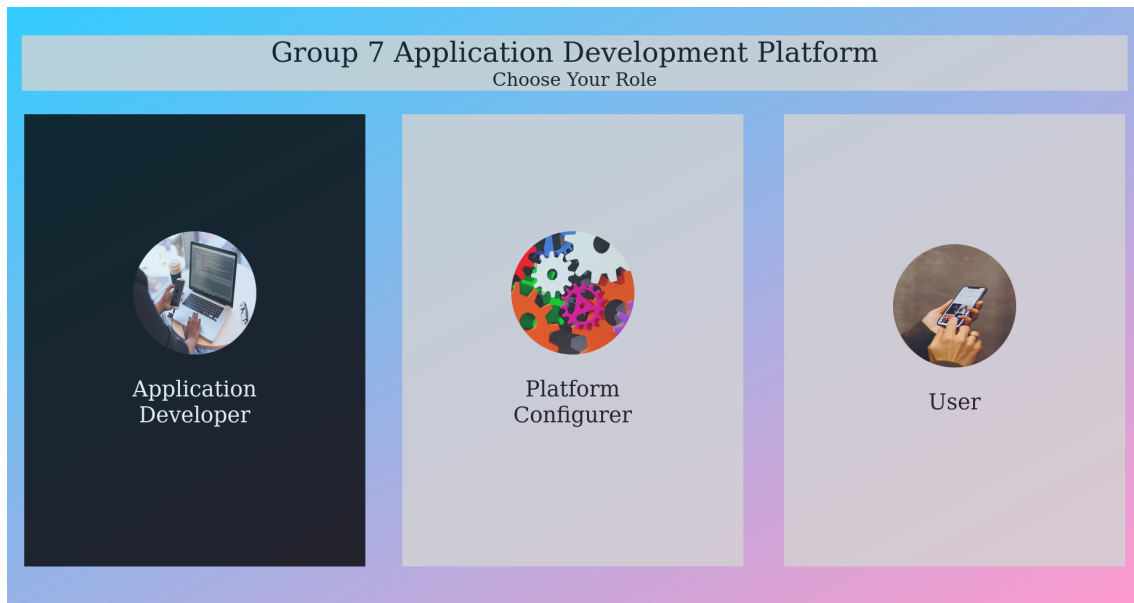 Group 7 Application Development Platform
Choose Your Role
Application
Developer
Platform
Configurer
User